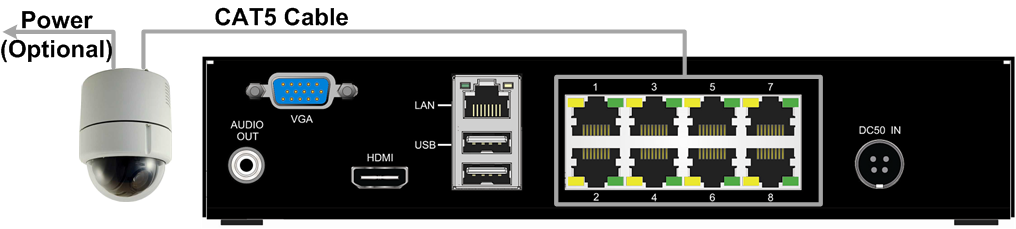 Power
(Optional)
CAT5 Cable
AUDIO
OUT
VGA
HDMI
LAN
USB
1 3 5 7
2 4 6 8
DC50 IN